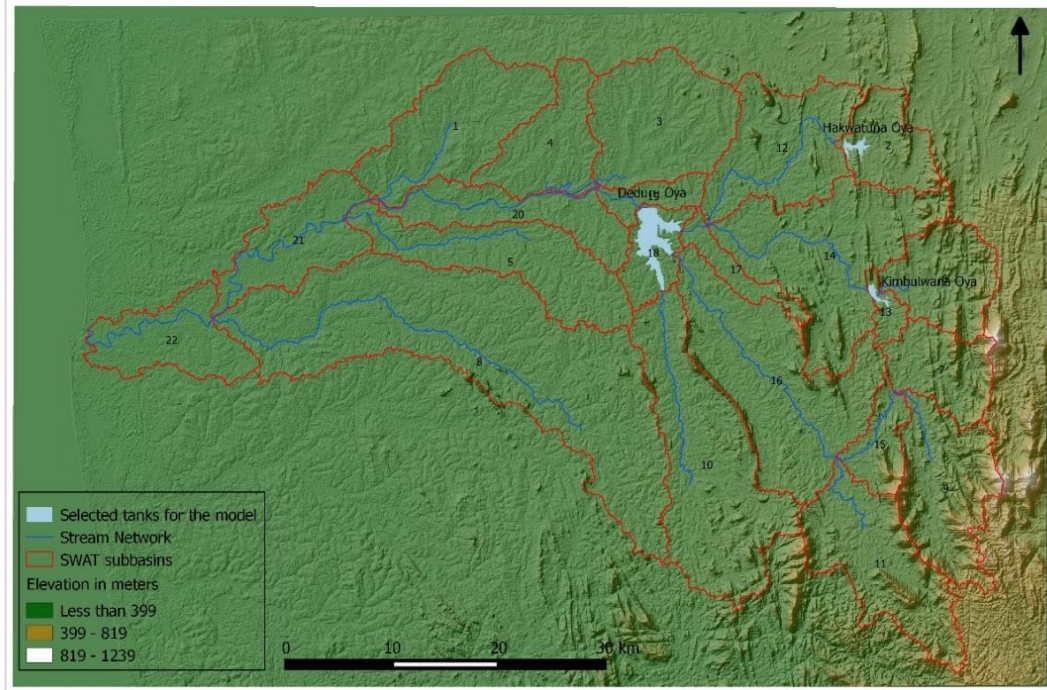 1
3
4
12
Hakwatuna Oya
2
Deduru Oya
19
20
21
5
18
17
14
Kimbulwana Oya
13
22
8
16
10
15
9
11
Selected tanks for the model
Stream Network
SWAT subbasins
Elevation in meters
Less than 399
399 - 819
819 - 1239
0
10
20
30 km